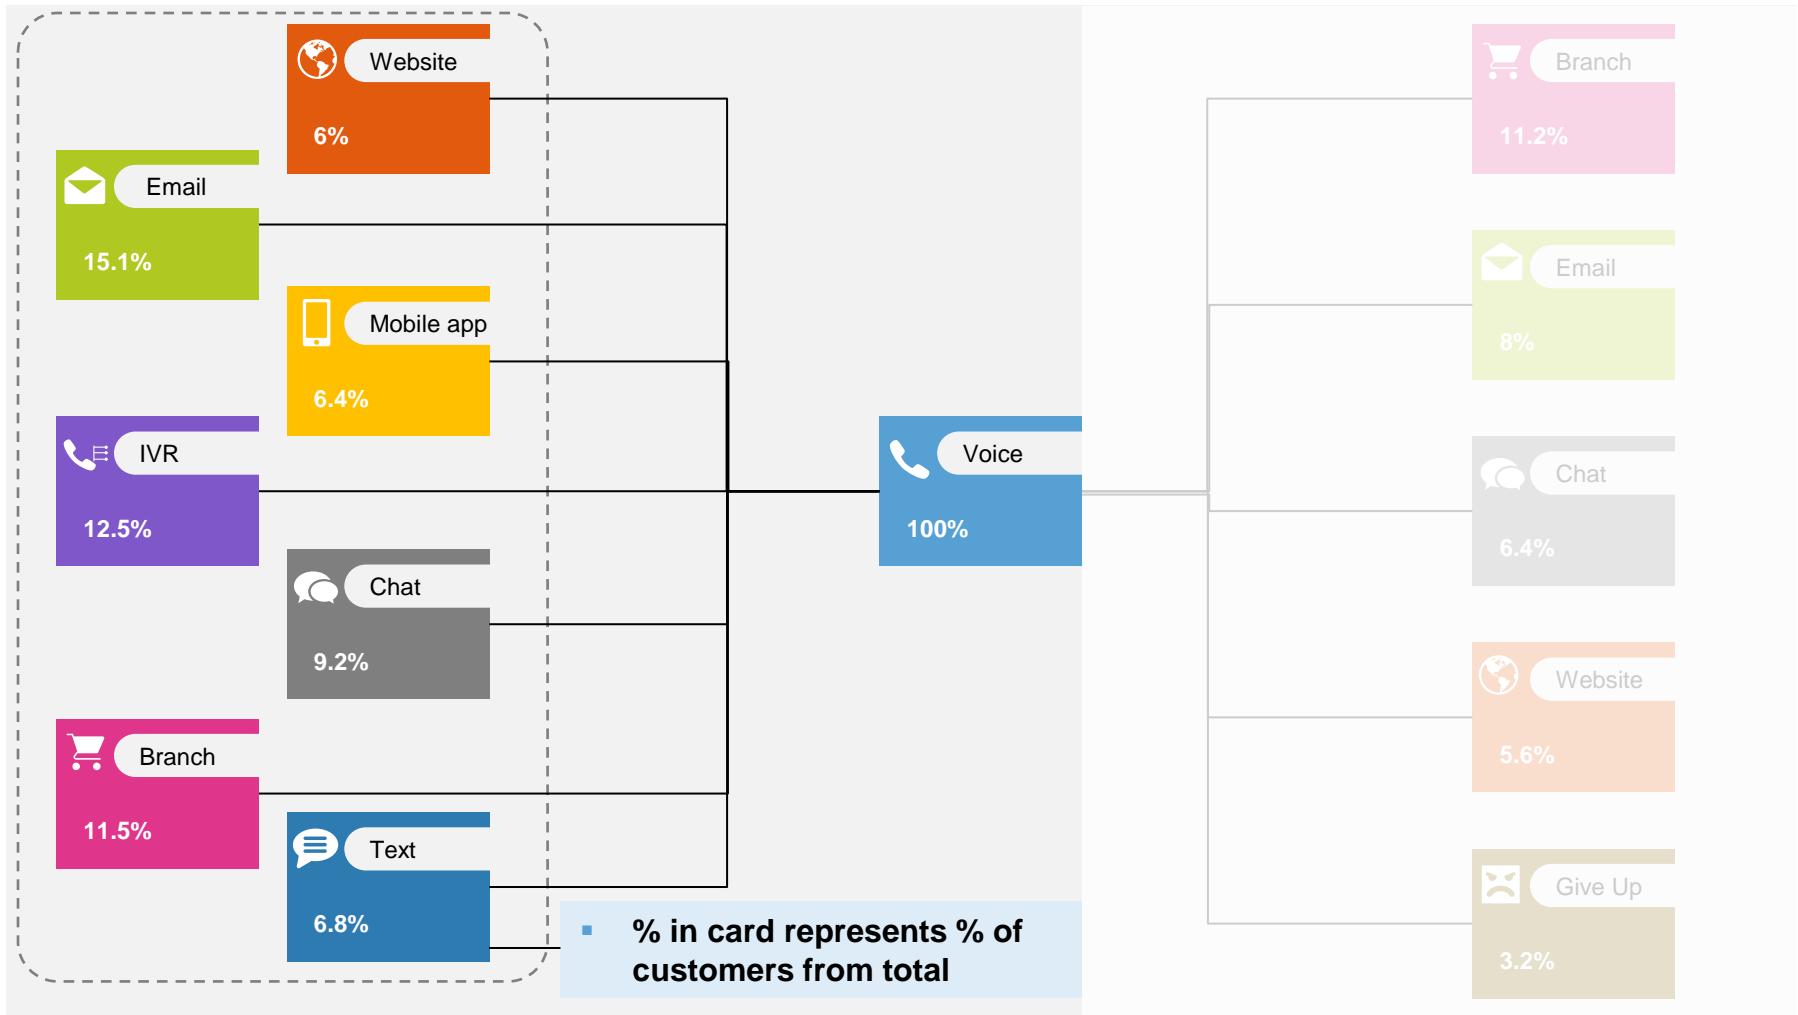 Website
6%
Email
15.1%
Mobile app
6.4%
IVR
12.5%
Chat
9.2%
Branch
11.5%
Text
6.8%
Voice
100%
▪ % in card represents % of
customers from total
Branch
11.2%
Email
8%
Chat
6.4%
Website
5.6%
Give Up
3.2%